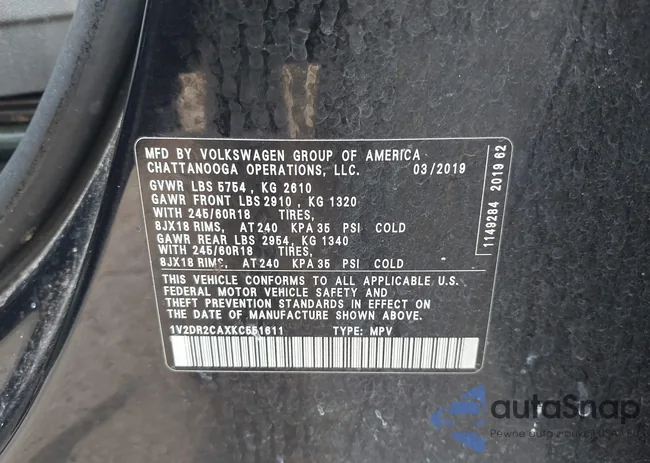 MFD BY VOLKSWAGEN GROUP OF AMERICA
CHATTANOOGA OPERATIONS, LLC. 03/2019
GVWR LBS 5754 , KG 2610
GAWR FRONT LBS 2910 , KG 1320
WITH 245/60R18 TIRES,
8JX18 RIMS, AT 240 KPA 35 PSI COLD
GAWR REAR LBS 2954, KG 1340
WITH 245/60R18 TIRES,
8JX18 RIMS, AT 240 KPA 35 PSI COLD
THIS VEHICLE CONFORMS TO ALL APPLICABLE U.S.
FEDERAL MOTOR VEHICLE SAFETY AND
THEFT PREVENTION STANDARDS IN EFFECT ON
THE DATE OF MANUFACTURE SHOWN ABOVE.
1V2DR2CAXKC551611 TYPE: MPV
1149284 2019 62
autoSnap
Pewne auto z USA